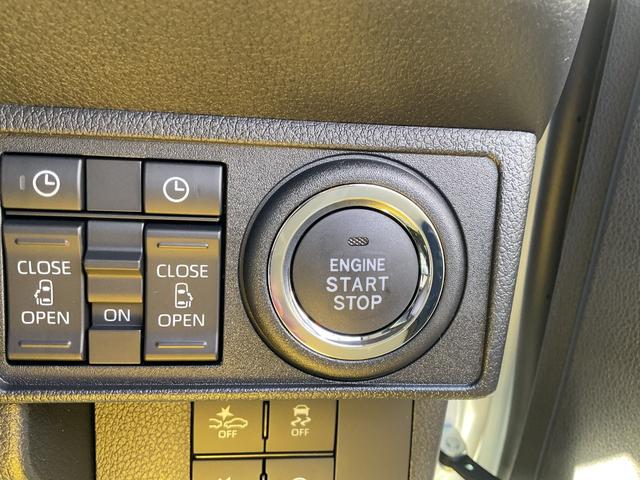 CLOSE
OPEN
ON
CLOSE
OPEN
ENGINE
START
STOP
OFF
OFF